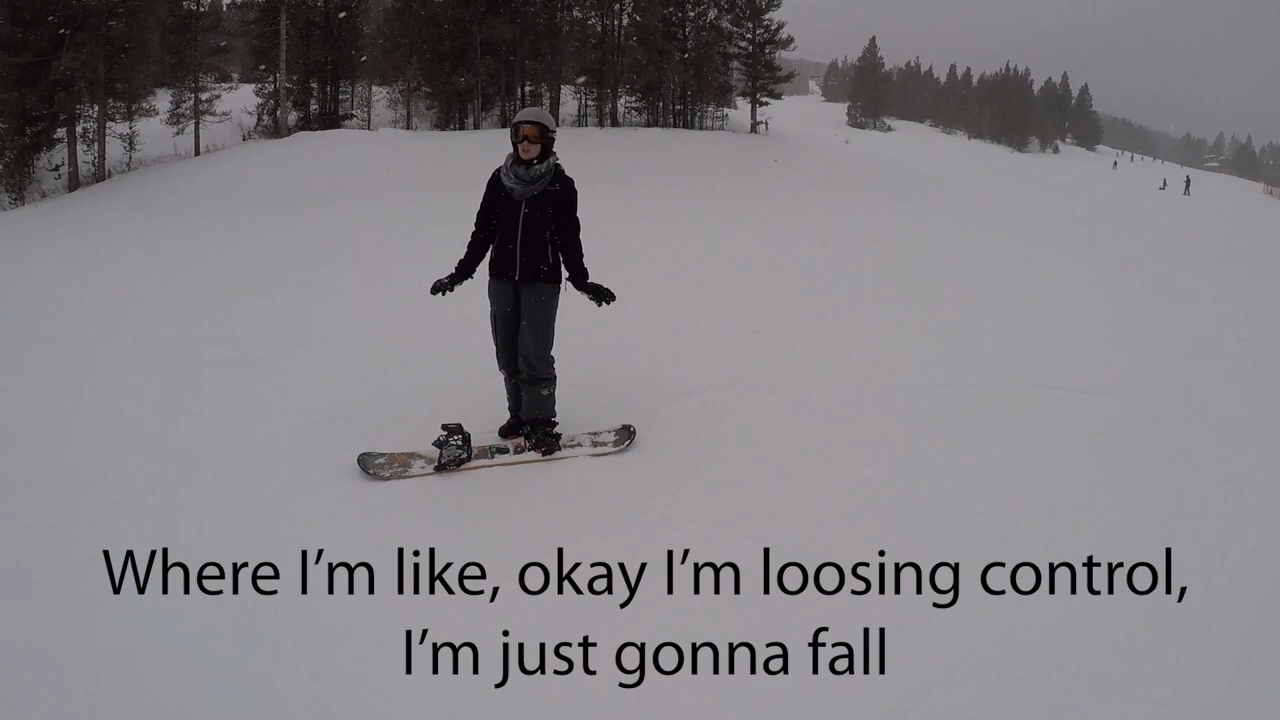 Where I’m like, okay I’m loosing control,
I’m just gonna fall